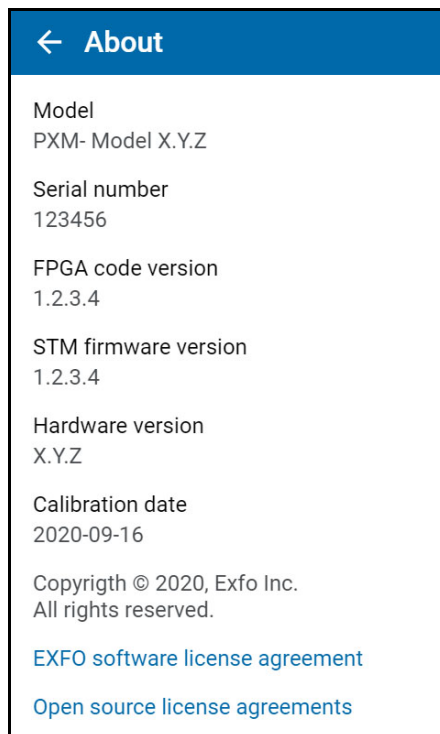 ← About
Model
PXM- Model X.Y.Z
Serial number
123456
FPGA code version
1.2.3.4
STM firmware version
1.2.3.4
Hardware version
X.Y.Z
Calibration date
2020-09-16
Copyrigth © 2020, Exfo Inc.
All rights reserved.
EXFO software license agreement
Open source license agreements